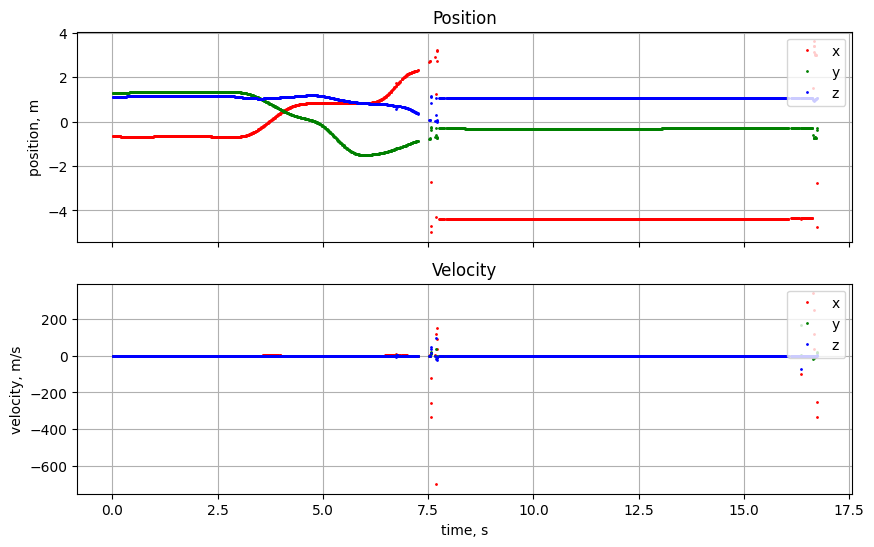 Position
4
2
0
−2
−4
position, m
x
y
z
Velocity
200
0
−200
−400
−600
velocity, m/s
x
y
z
0.0
2.5
5.0
7.5
10.0
12.5
15.0
17.5
time, s